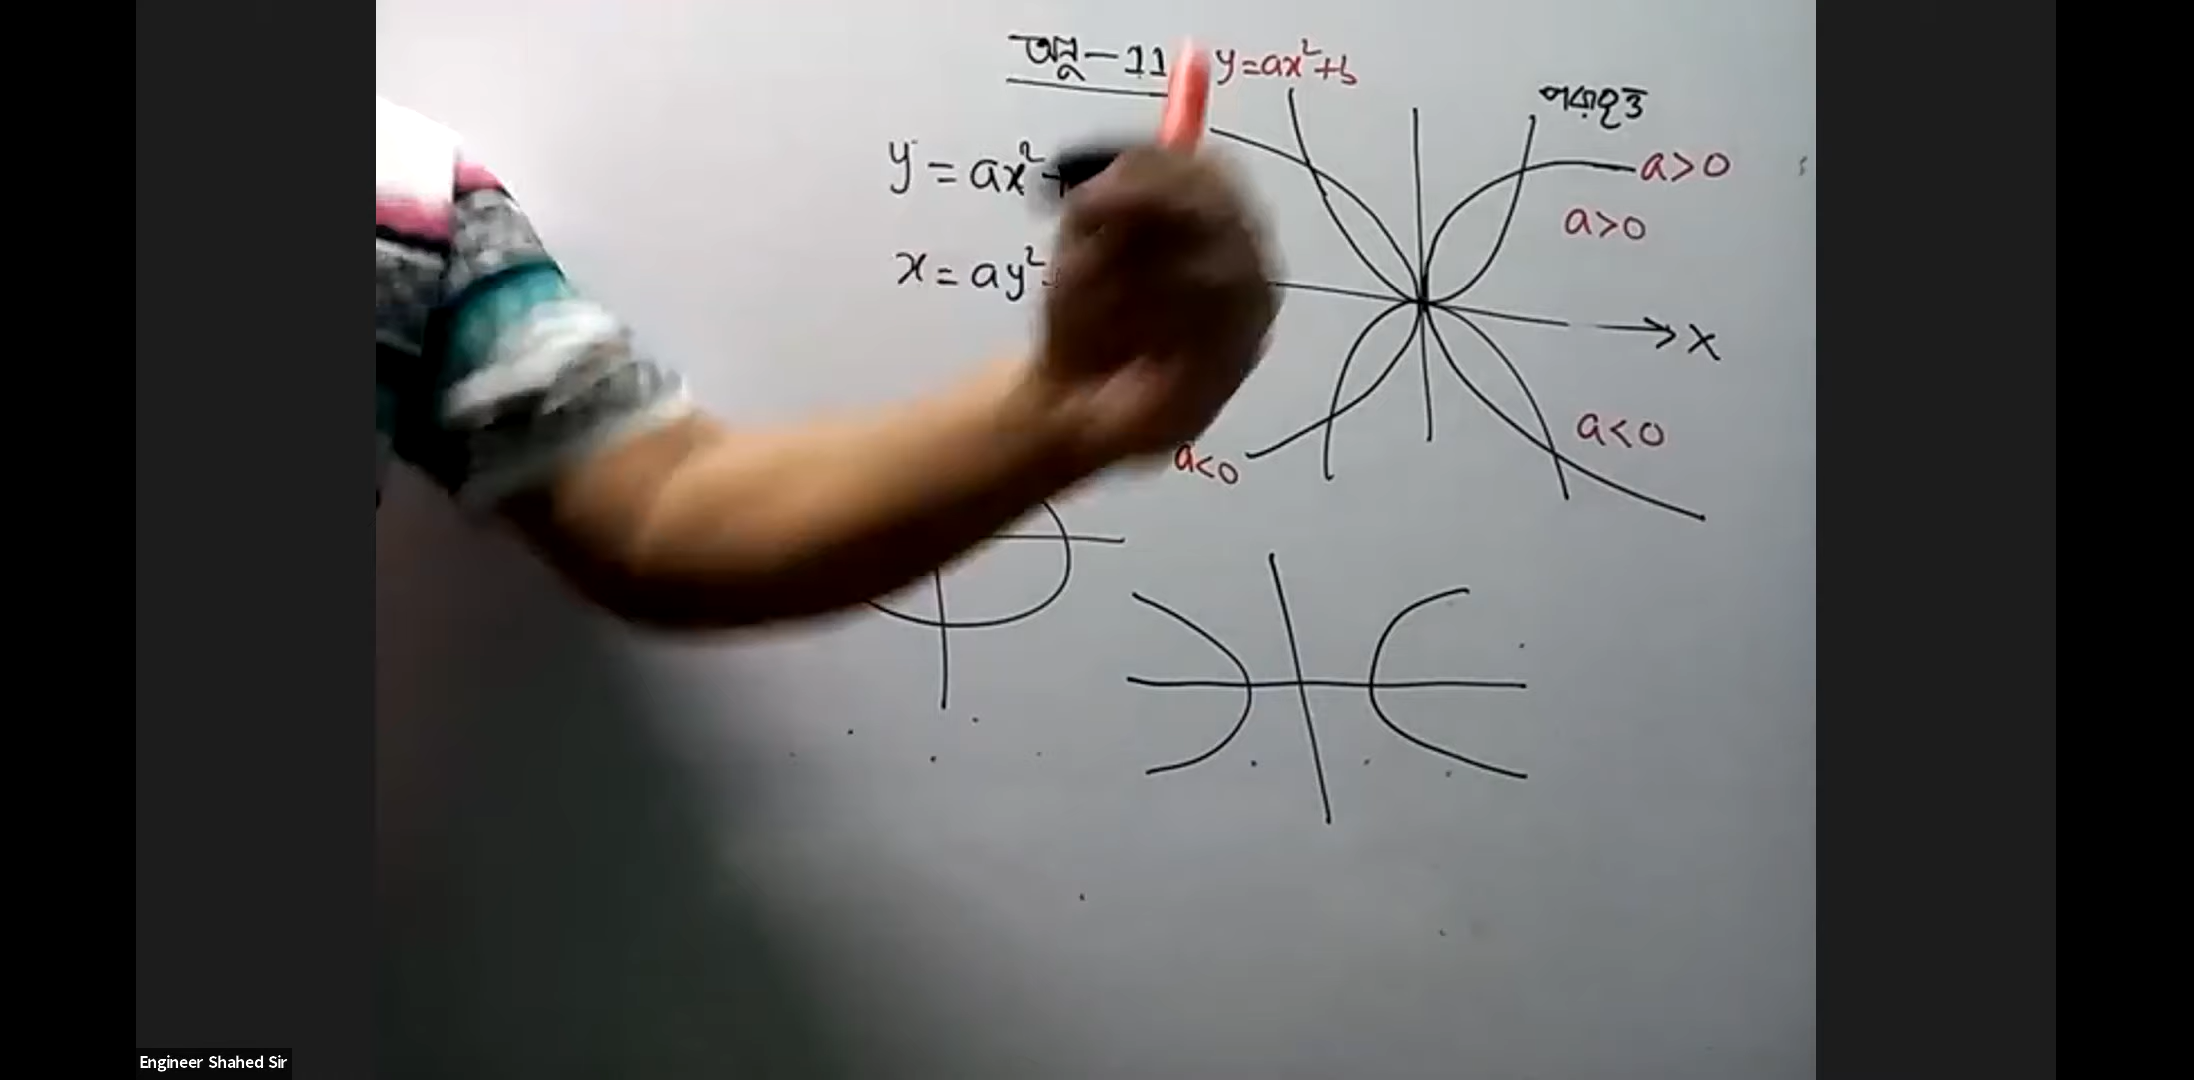 অনু-11
y=ax²+b
পরাবৃত্ত
y = ax²+
a>0
a>0
x = ay²
x
a<0
a<0
Engineer Shahed Sir